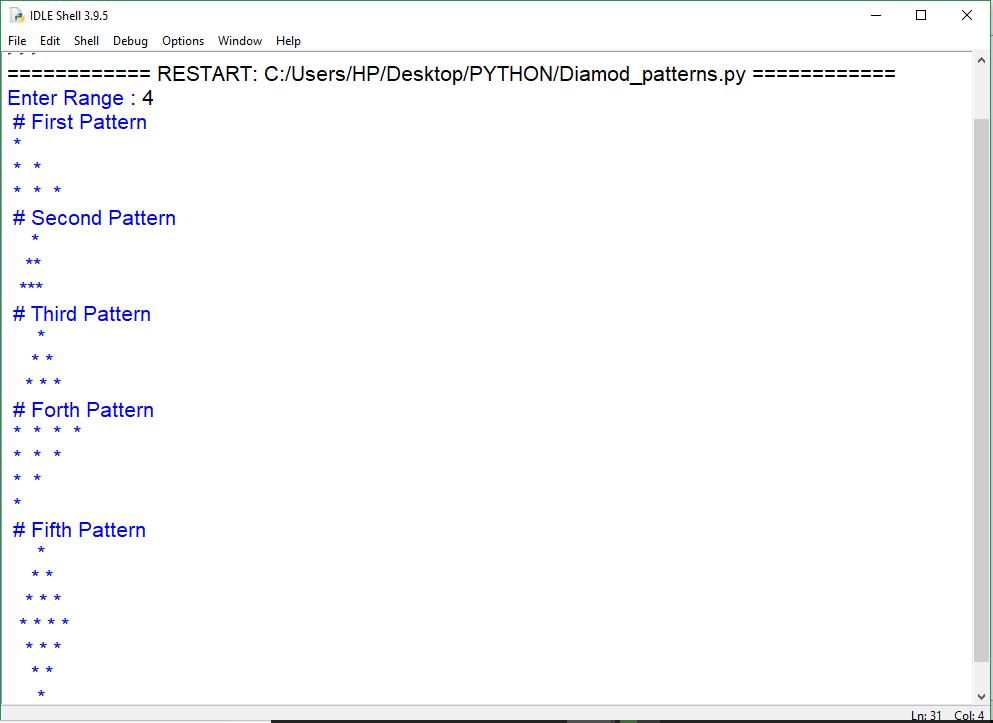 IDLE Shell 3.9.5
File Edit Shell Debug Options Window Help
============ RESTART: C:/Users/HP/Desktop/PYTHON/Diamod_patterns.py ============
Enter Range : 4
 # First Pattern
 *
 *  *
 *  *  *
 # Second Pattern
    *
   **
  ***
 # Third Pattern
     *
    * *
   * * *
 # Forth Pattern
 *  *  *  *
 *  *  *
 *  *
 *
 # Fifth Pattern
     *
    * *
   * * *
  * * * *
   * * *
    * *
     *
Ln: 31 Col: 4